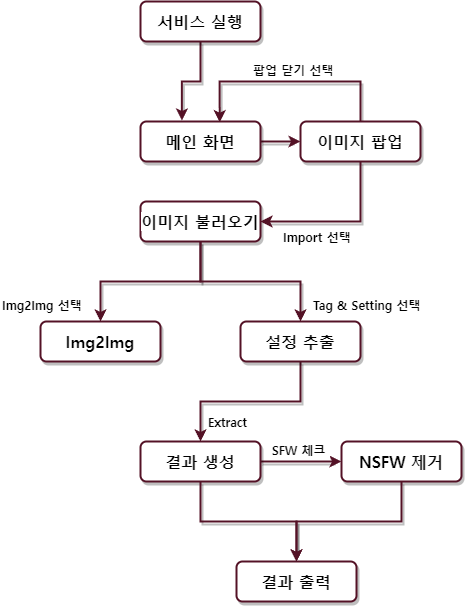 서비스 실행
팝업 닫기 선택
메인 화면
이미지 팝업
이미지 불러오기
Import 선택
Img2Img 선택
Tag & Setting 선택
Img2Img
설정 추출
Extract
결과 생성
SFW 체크
NSFW 제거
결과 출력